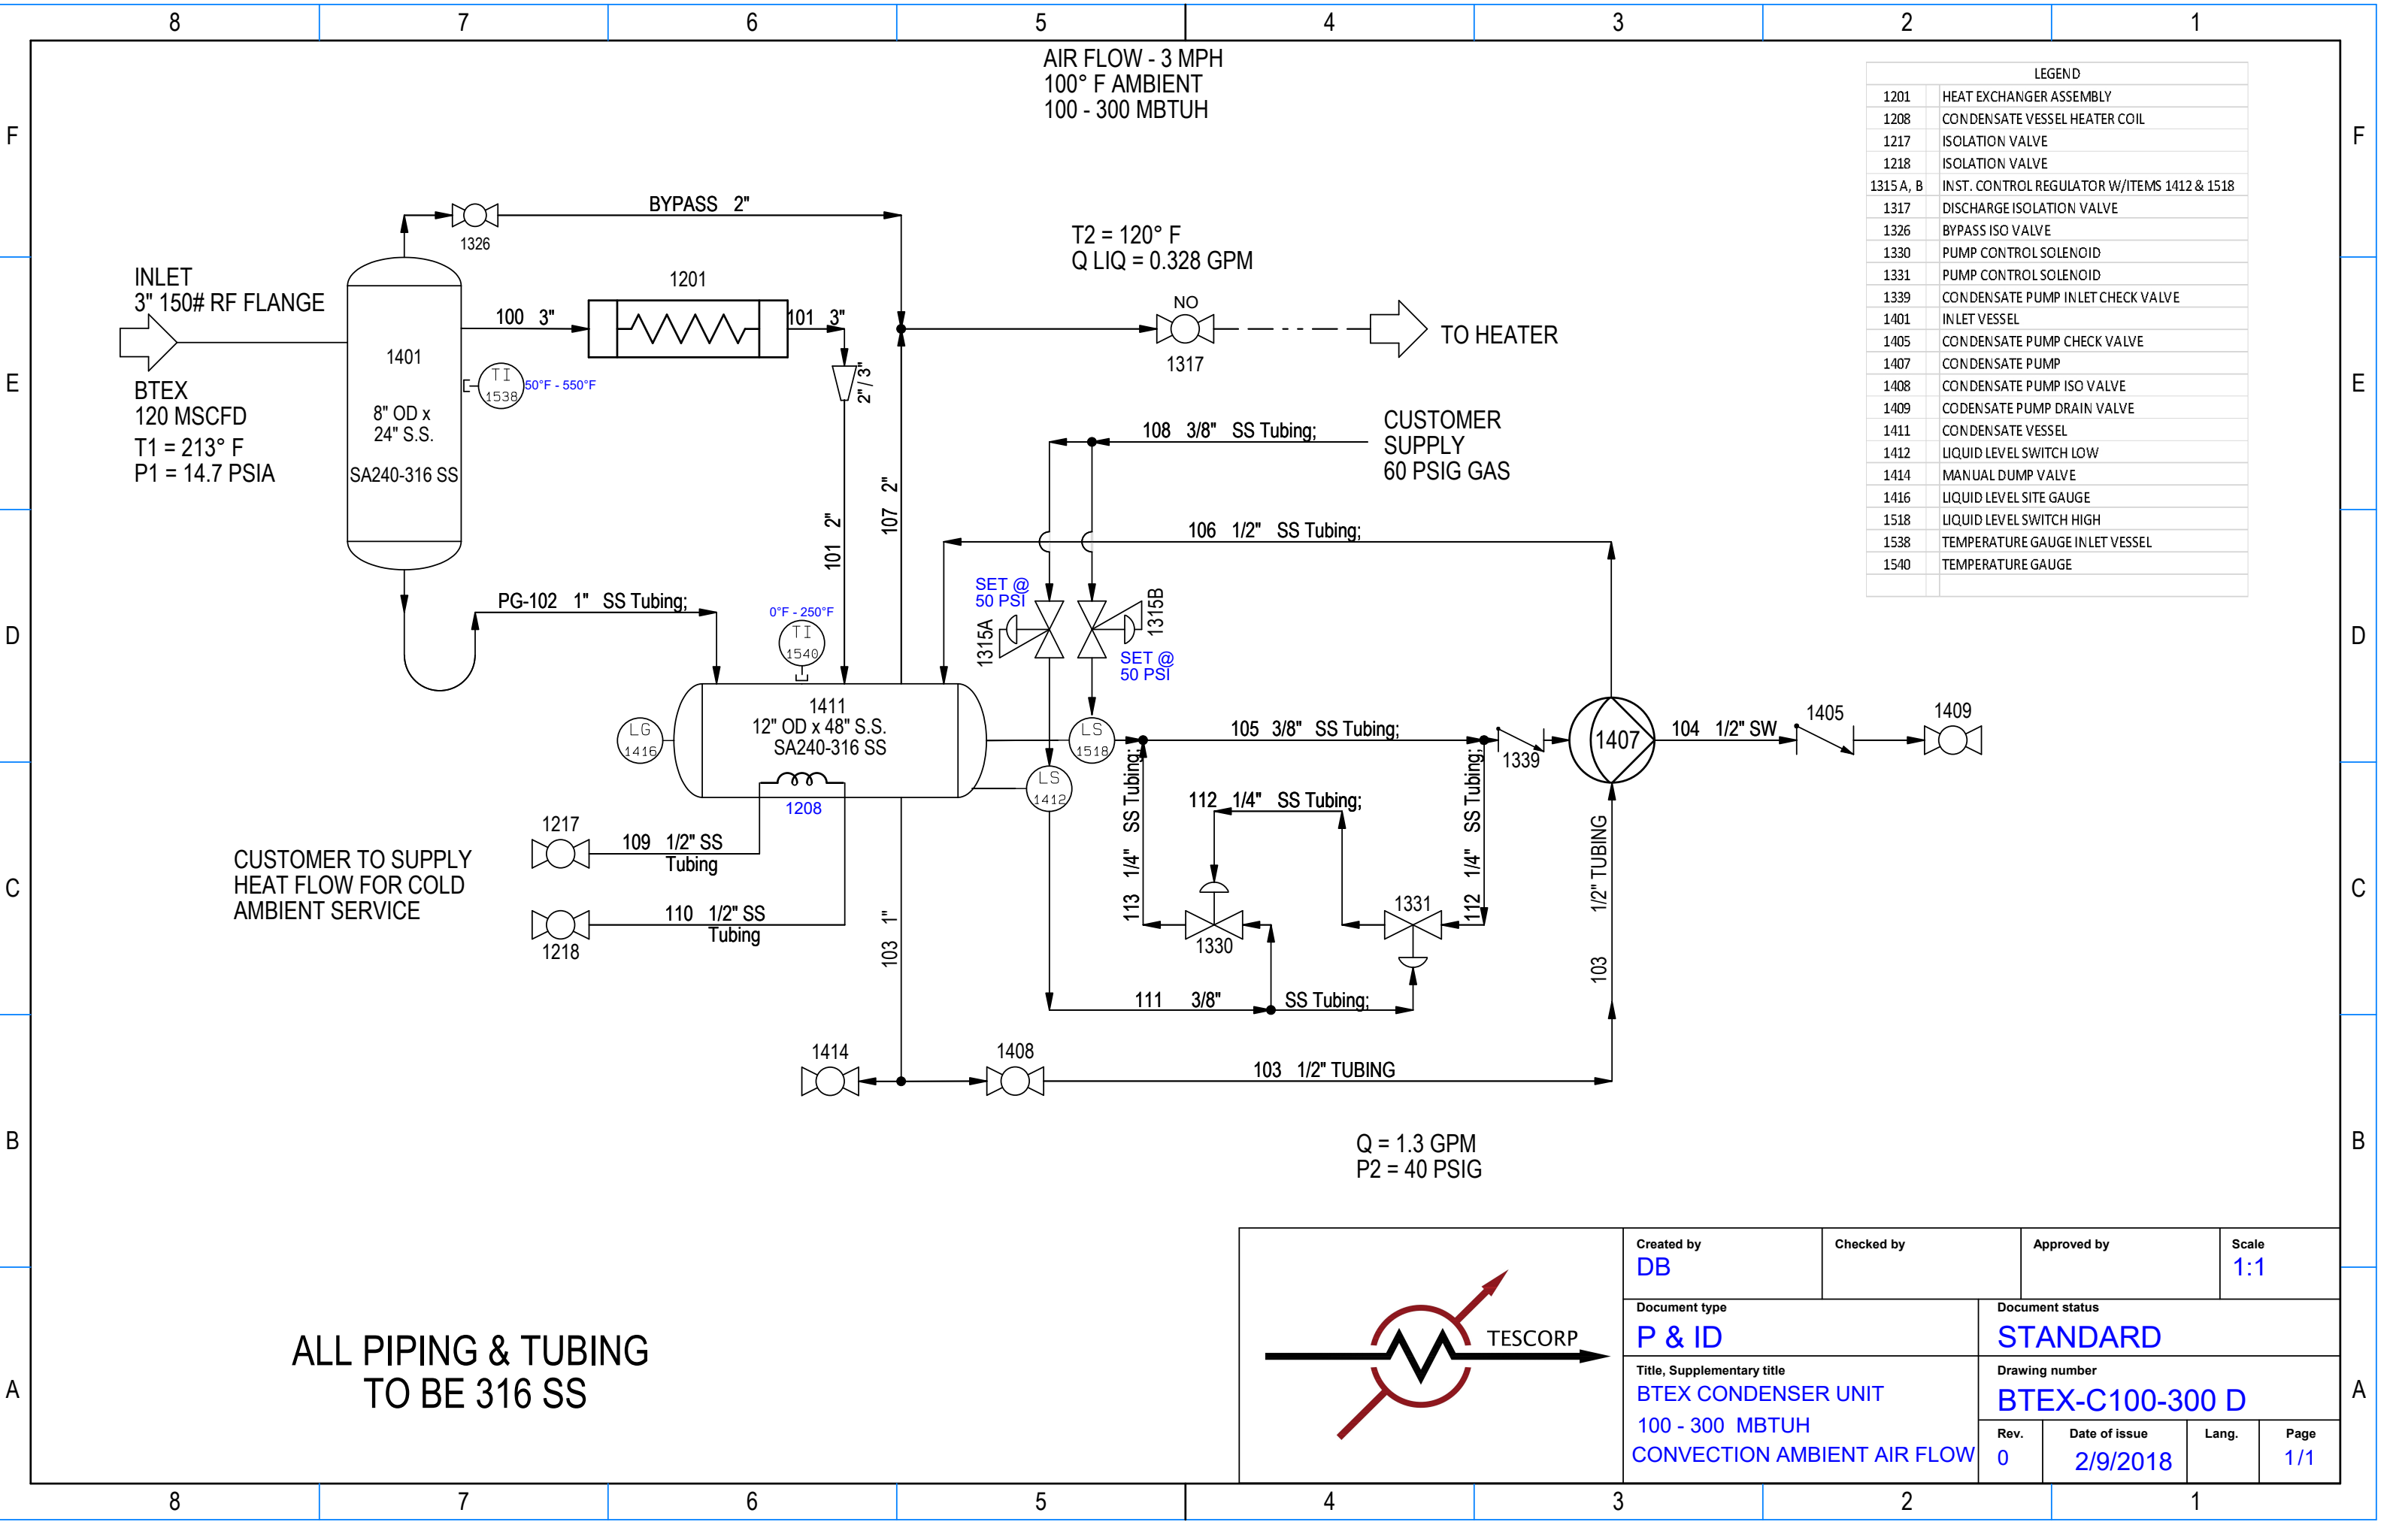 8 7 6 5 4 3 2 1
AIR FLOW - 3 MPH
100° F AMBIENT
100 - 300 MBTUH
LEGEND
1201 HEAT EXCHANGER ASSEMBLY
1208 CONDENSATE VESSEL HEATER COIL
1217 ISOLATION VALVE
1218 ISOLATION VALVE
1315 A, B INST. CONTROL REGULATOR W/ITEMS 1412 & 1518
1317 DISCHARGE ISOLATION VALVE
1326 BYPASS ISO VALVE
1330 PUMP CONTROL SOLENOID
1331 PUMP CONTROL SOLENOID
1339 CONDENSATE PUMP INLET CHECK VALVE
1401 INLET VESSEL
1405 CONDENSATE PUMP CHECK VALVE
1407 CONDENSATE PUMP
1408 CONDENSATE PUMP ISO VALVE
1409 CODENSATE PUMP DRAIN VALVE
1411 CONDENSATE VESSEL
1412 LIQUID LEVEL SWITCH LOW
1414 MANUAL DUMP VALVE
1416 LIQUID LEVEL SITE GAUGE
1518 LIQUID LEVEL SWITCH HIGH
1538 TEMPERATURE GAUGE INLET VESSEL
1540 TEMPERATURE GAUGE
F F
E E
D D
C C
B B
A A
BYPASS 2"
1326
INLET
3" 150# RF FLANGE
BTEX
120 MSCFD
T1 = 213° F
P1 = 14.7 PSIA
1401
8" OD x
24" S.S.
SA240-316 SS
100 3"
1201
101 3"
TI
1538
50°F - 550°F
2" / 3"
101 2"
107 2"
T2 = 120° F
Q LIQ = 0.328 GPM
NO
1317
TO HEATER
CUSTOMER
SUPPLY
60 PSIG GAS
108 3/8" SS Tubing;
106 1/2" SS Tubing;
SET @
50 PSI
1315A
1315B
SET @
50 PSI
PG-102 1" SS Tubing;
0°F - 250°F
TI
1540
1411
12" OD x 48" S.S.
SA240-316 SS
LG
1416
1208
LS
1518
LS
1412
105 3/8" SS Tubing;
1339
1407
104 1/2" SW
1405
1409
113 1/4" SS Tubing;
112 1/4" SS Tubing;
112 1/4" SS Tubing;
1330
1331
103 1/2" TUBING
1217
109 1/2" SS
Tubing
110 1/2" SS
Tubing
1218
CUSTOMER TO SUPPLY
HEAT FLOW FOR COLD
AMBIENT SERVICE
103 1"
111 3/8" SS Tubing;
1414
1408
103 1/2" TUBING
Q = 1.3 GPM
P2 = 40 PSIG
ALL PIPING & TUBING
TO BE 316 SS
TESCORP
Created by
DB
Checked by
Approved by
Scale
1:1
Document type
P & ID
Document status
STANDARD
Title, Supplementary title
BTEX CONDENSER UNIT
100 - 300 MBTUH
CONVECTION AMBIENT AIR FLOW
Drawing number
BTEX-C100-300 D
Rev.
0
Date of issue
2/9/2018
Lang.
Page
1/1
8 7 6 5 4 3 2 1